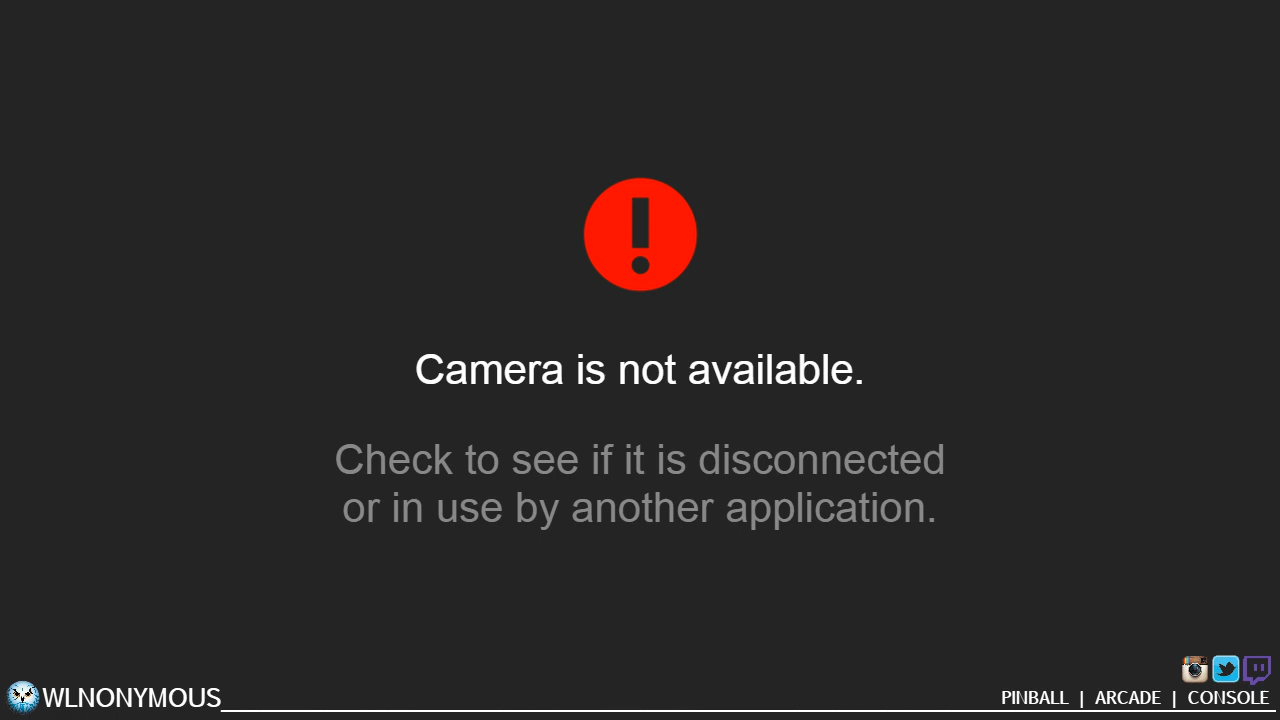 Camera is not available.
Check to see if it is disconnected
or in use by another application.
WLNONYMOUS
PINBALL | ARCADE | CONSOLE